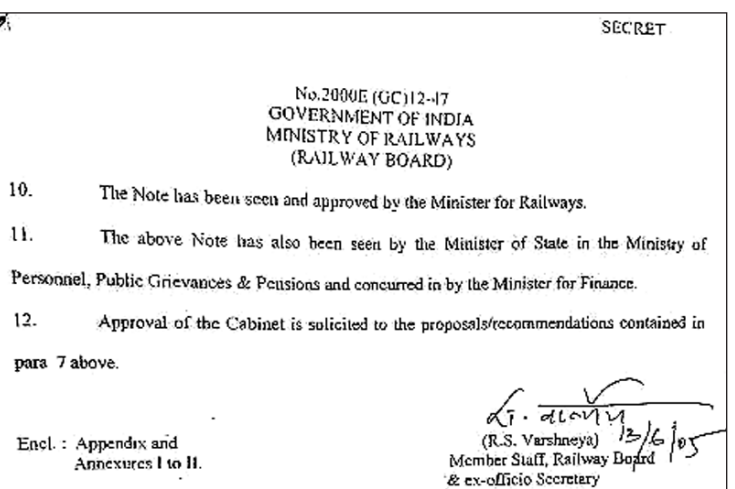 SECRET
No.2000E (GC)12-47
GOVERNMENT OF INDIA
MINISTRY OF RAILWAYS
(RAILWAY BOARD)
10. The Note has been seen and approved by the Minister for Railways.
11. The above Note has also been seen by the Minister of State in the Ministry of
Personnel, Public Grievances & Pensions and concurred in by the Minister for Finance.
12. Approval of the Cabinet is solicited to the proposals/recommendations contained in
para 7 above.
13/6/05
(R.S. Varshneya)
Encl. : Appendix and
Member Staff, Railway Board
Annexures I to II.
& ex-officio Secretary